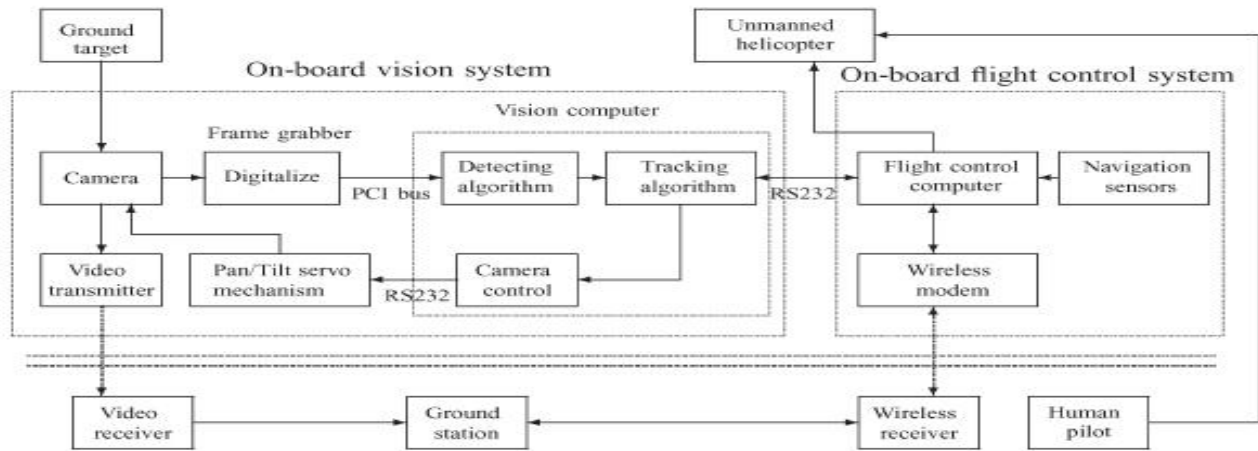 Ground
target
Unmanned
helicopter
On-board vision system
On-board flight control system
Vision computer
Frame grabber
Camera
Digitalize
PCI bus
Detecting
algorithm
Tracking
algorithm
RS232
Flight control
computer
Navigation
sensors
Video
transmitter
Pan/Tilt servo
mechanism
RS232
Camera
control
Wireless
modem
Video
receiver
Ground
station
Wireless
receiver
Human
pilot